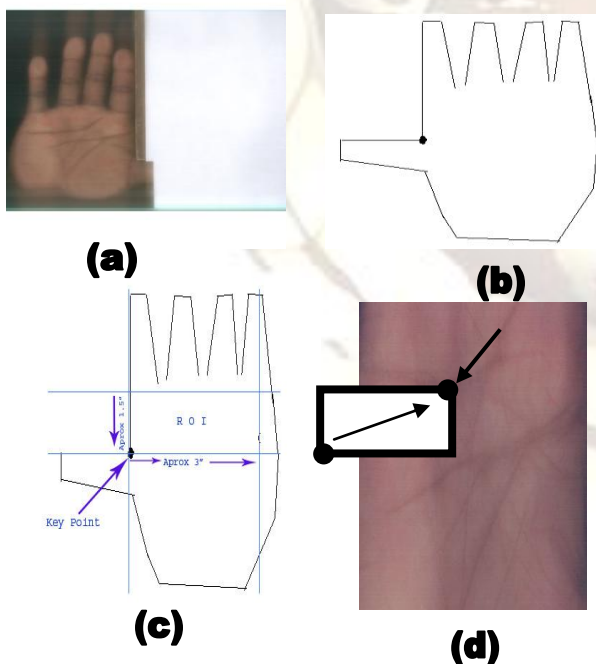 (a)
(b)
R O I
Aprox 1.5"
Aprox 3"
Key Point
(c)
(d)